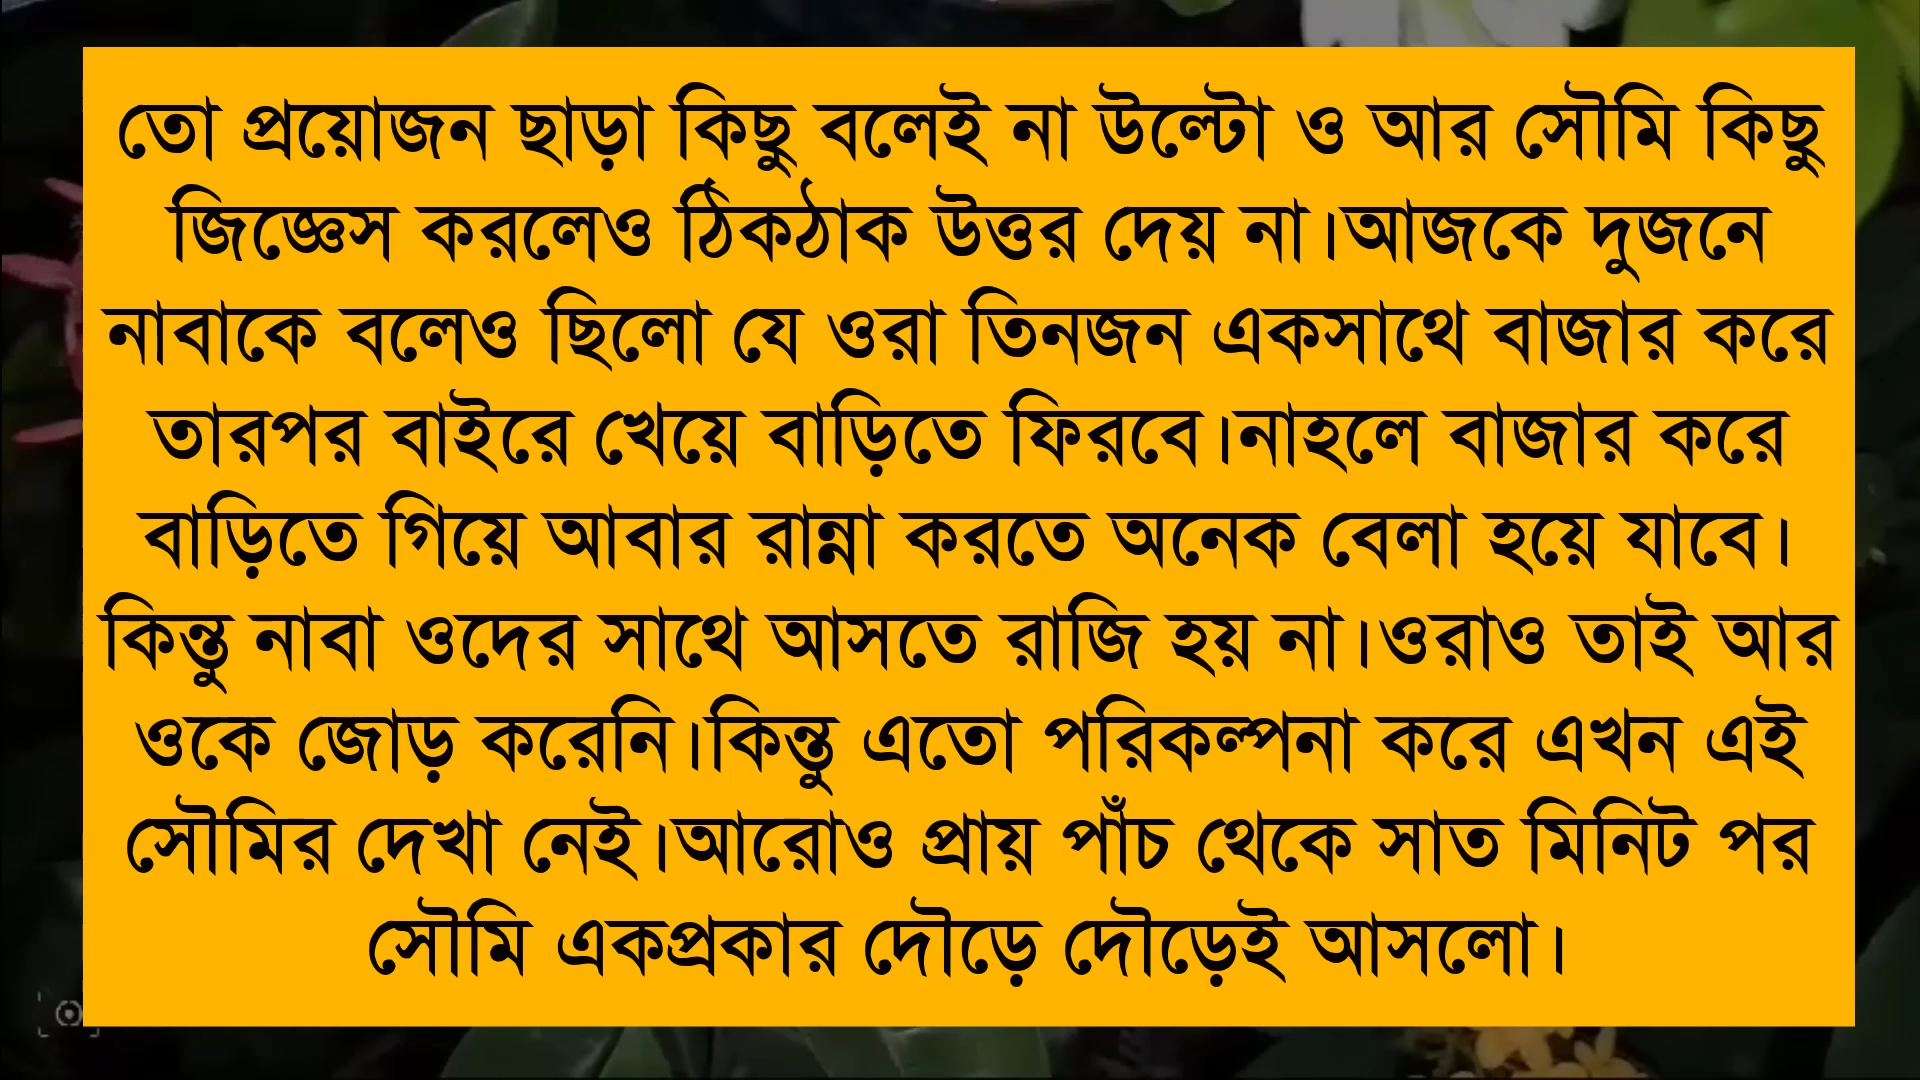 তো প্রয়োজন ছাড়া কিছু বলেই না উল্টো ও আর সৌমি কিছু
জিজ্ঞেস করলেও ঠিকঠাক উত্তর দেয় না।আজকে দুজনে
নাবাকে বলেও ছিলো যে ওরা তিনজন একসাথে বাজার করে
তারপর বাইরে খেয়ে বাড়িতে ফিরবে।নাহলে বাজার করে
বাড়িতে গিয়ে আবার রান্না করতে অনেক বেলা হয়ে যাবে।
কিন্তু নাবা ওদের সাথে আসতে রাজি হয় না।ওরাও তাই আর
ওকে জোড় করেনি।কিন্তু এতো পরিকল্পনা করে এখন এই
সৌমির দেখা নেই।আরোও প্রায় পাঁচ থেকে সাত মিনিট পর
সৌমি একপ্রকার দৌড়ে দৌড়েই আসলো।